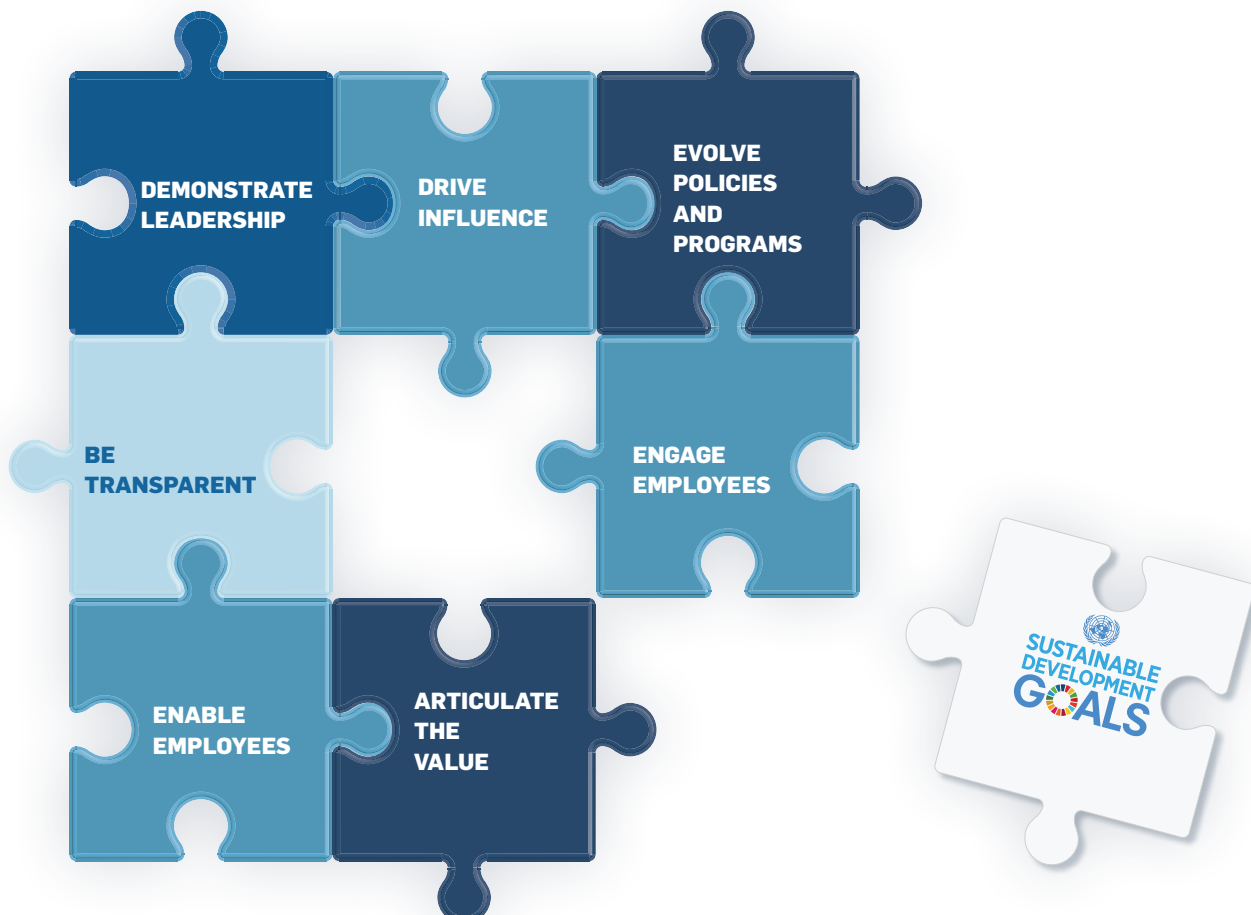 DEMONSTRATE
LEADERSHIP
DRIVE
INFLUENCE
EVOLVE
POLICIES
AND
PROGRAMS
BE
TRANSPARENT
ENGAGE
EMPLOYEES
ENABLE
EMPLOYEES
ARTICULATE
THE
VALUE
SUSTAINABLE
DEVELOPMENT
GOALS